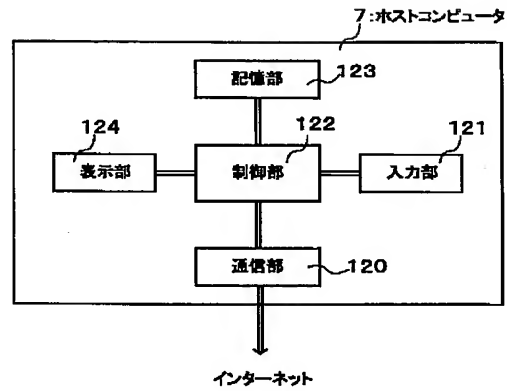 7:ホストコンピュータ
記憶部 123
124 122 121
表示部 制御部 入力部
通信部 120
インターネット